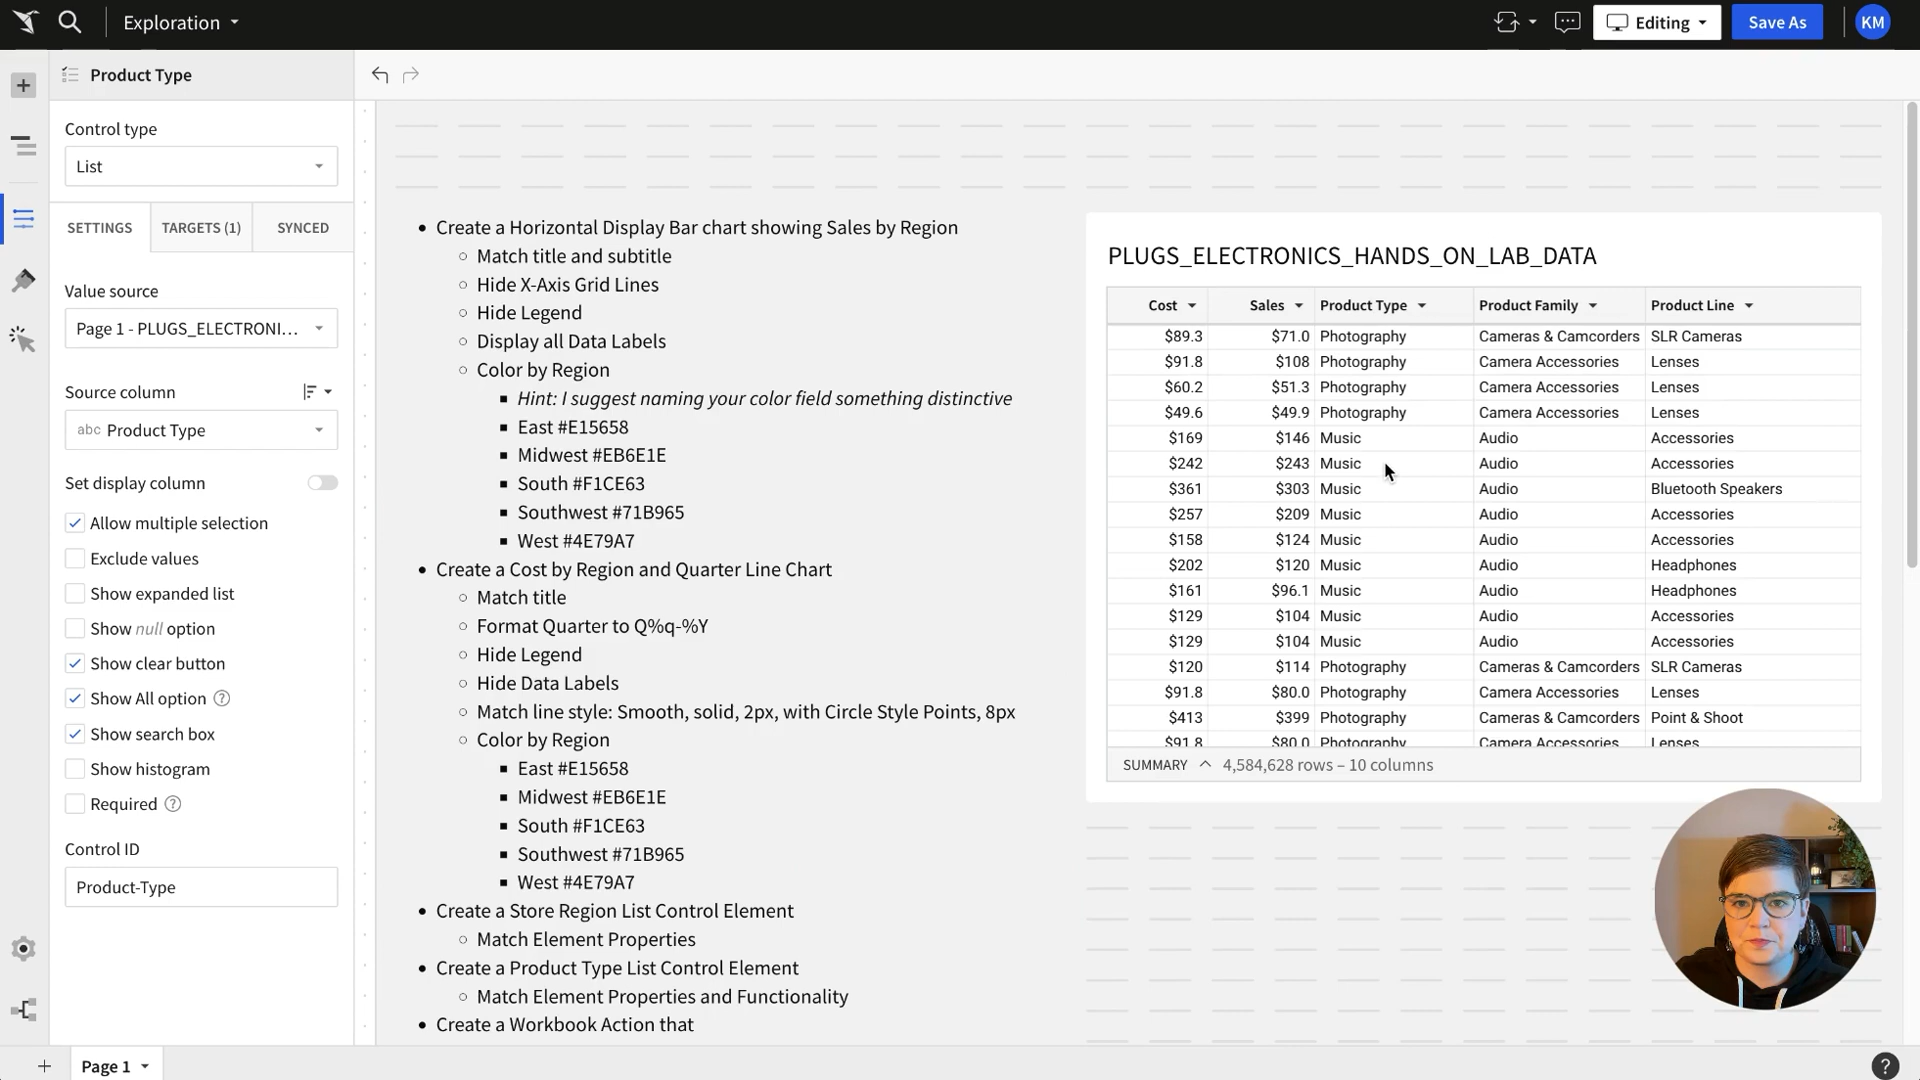 Exploration
Editing
Save As
KM
Product Type
Control type
List
SETTINGS
TARGETS (1)
SYNCED
Value source
Page 1 - PLUGS_ELECTRONI...
Source column
abc Product Type
Set display column
Allow multiple selection
Exclude values
Show expanded list
Show null option
Show clear button
Show All option
Show search box
Show histogram
Required
Control ID
Product-Type
• Create a Horizontal Display Bar chart showing Sales by Region
○ Match title and subtitle
○ Hide X-Axis Grid Lines
○ Hide Legend
○ Display all Data Labels
○ Color by Region
▪ Hint: I suggest naming your color field something distinctive
▪ East #E15658
▪ Midwest #EB6E1E
▪ South #F1CE63
▪ Southwest #71B965
▪ West #4E79A7
• Create a Cost by Region and Quarter Line Chart
○ Match title
○ Format Quarter to Q%q-%Y
○ Hide Legend
○ Hide Data Labels
○ Match line style: Smooth, solid, 2px, with Circle Style Points, 8px
○ Color by Region
▪ East #E15658
▪ Midwest #EB6E1E
▪ South #F1CE63
▪ Southwest #71B965
▪ West #4E79A7
• Create a Store Region List Control Element
○ Match Element Properties
• Create a Product Type List Control Element
○ Match Element Properties and Functionality
• Create a Workbook Action that
PLUGS_ELECTRONICS_HANDS_ON_LAB_DATA
Cost Sales Product Type Product Family Product Line
$89.3 $71.0 Photography Cameras & Camcorders SLR Cameras
$91.8 $108 Photography Camera Accessories Lenses
$60.2 $51.3 Photography Camera Accessories Lenses
$49.6 $49.9 Photography Camera Accessories Lenses
$169 $146 Music Audio Accessories
$242 $243 Music Audio Accessories
$361 $303 Music Audio Bluetooth Speakers
$257 $209 Music Audio Accessories
$158 $124 Music Audio Accessories
$202 $120 Music Audio Headphones
$161 $96.1 Music Audio Headphones
$129 $104 Music Audio Accessories
$129 $104 Music Audio Accessories
$120 $114 Photography Cameras & Camcorders SLR Cameras
$91.8 $80.0 Photography Camera Accessories Lenses
$413 $399 Photography Cameras & Camcorders Point & Shoot
$91.8 $80.0 Photography Camera Accessories Lenses
SUMMARY 4,584,628 rows – 10 columns
Page 1